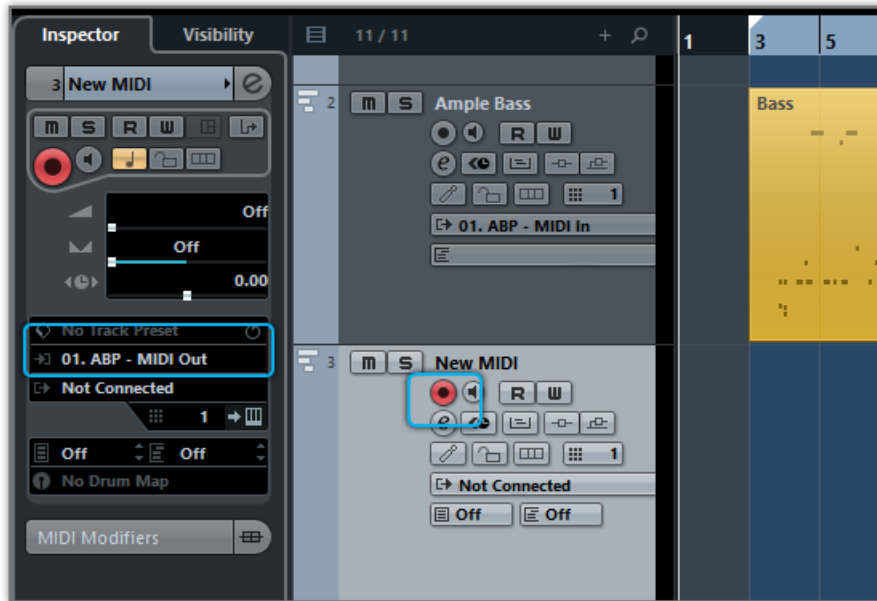 Inspector Visibility
11 / 11
1 3 5
3 New MIDI e
M S R W
Off
Off
0.00
No Track Preset
01. ABP - MIDI Out
Not Connected
1
Off Off
No Drum Map
MIDI Modifiers
2 M S Ample Bass
R W
e
1
01. ABP - MIDI In
3 M S New MIDI
R W
e
1
Not Connected
Off Off
Bass